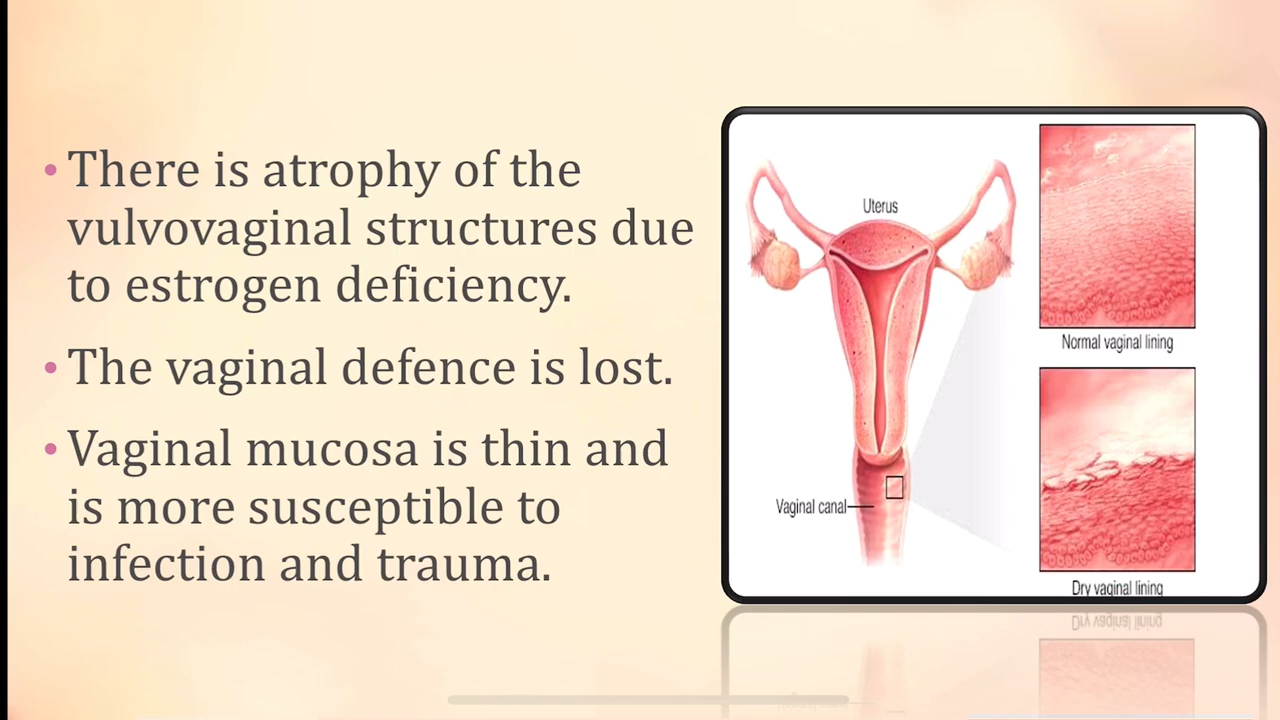 • There is atrophy of the
vulvovaginal structures due
to estrogen deficiency.
• The vaginal defence is lost.
• Vaginal mucosa is thin and
is more susceptible to
infection and trauma.
Uterus
Vaginal canal
Normal vaginal lining
Dry vaginal lining